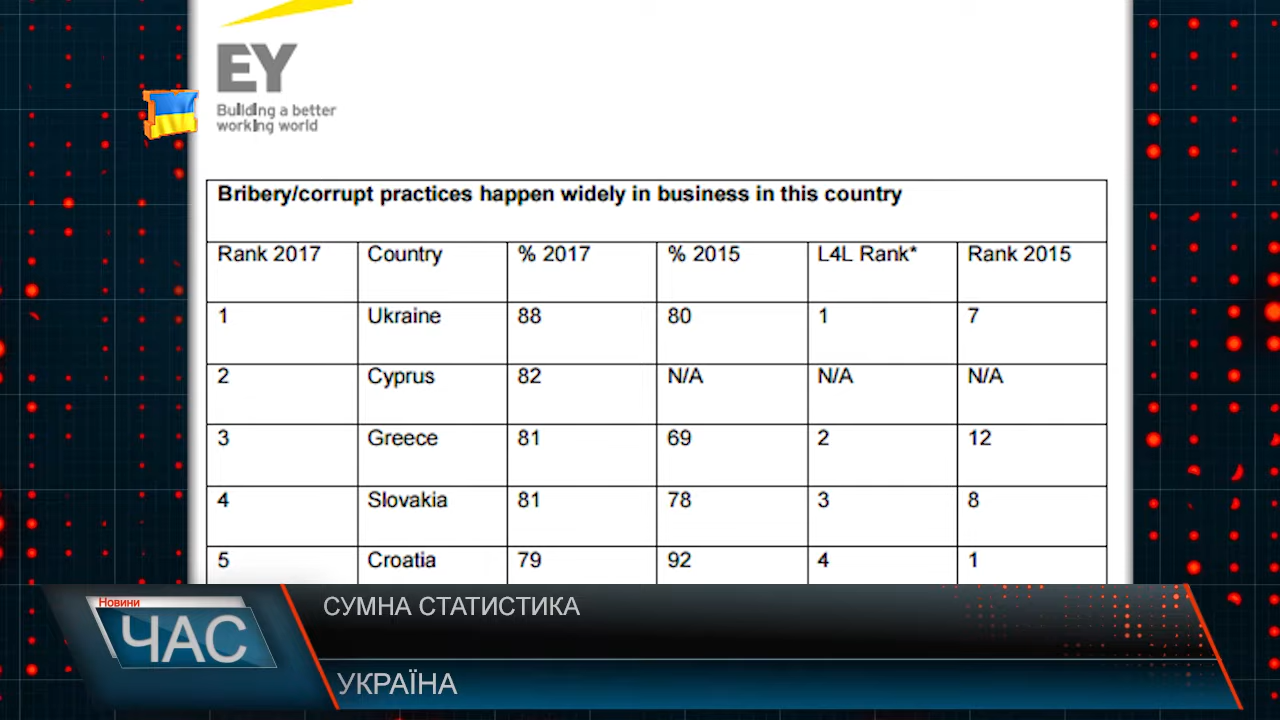 EY
Building a better
working world
Bribery/corrupt practices happen widely in business in this country
Rank 2017 Country % 2017 % 2015 L4L Rank* Rank 2015
1 Ukraine 88 80 1 7
2 Cyprus 82 N/A N/A N/A
3 Greece 81 69 2 12
4 Slovakia 81 78 3 8
5 Croatia 79 92 4 1
Новини
ЧАС
СУМНА СТАТИСТИКА
УКРАЇНА